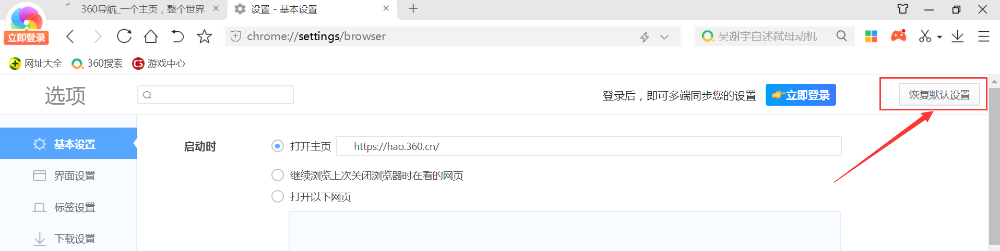 360导航_一个主页，整个世界
设置 - 基本设置
立即登录
chrome://settings/browser
吴谢宇自述弑母动机
网址大全
360搜索
游戏中心
选项
登录后，即可多端同步您的设置
立即登录
恢复默认设置
基本设置
启动时
打开主页
https://hao.360.cn/
界面设置
继续浏览上次关闭浏览器时在看的网页
打开以下网页
标签设置
下载设置